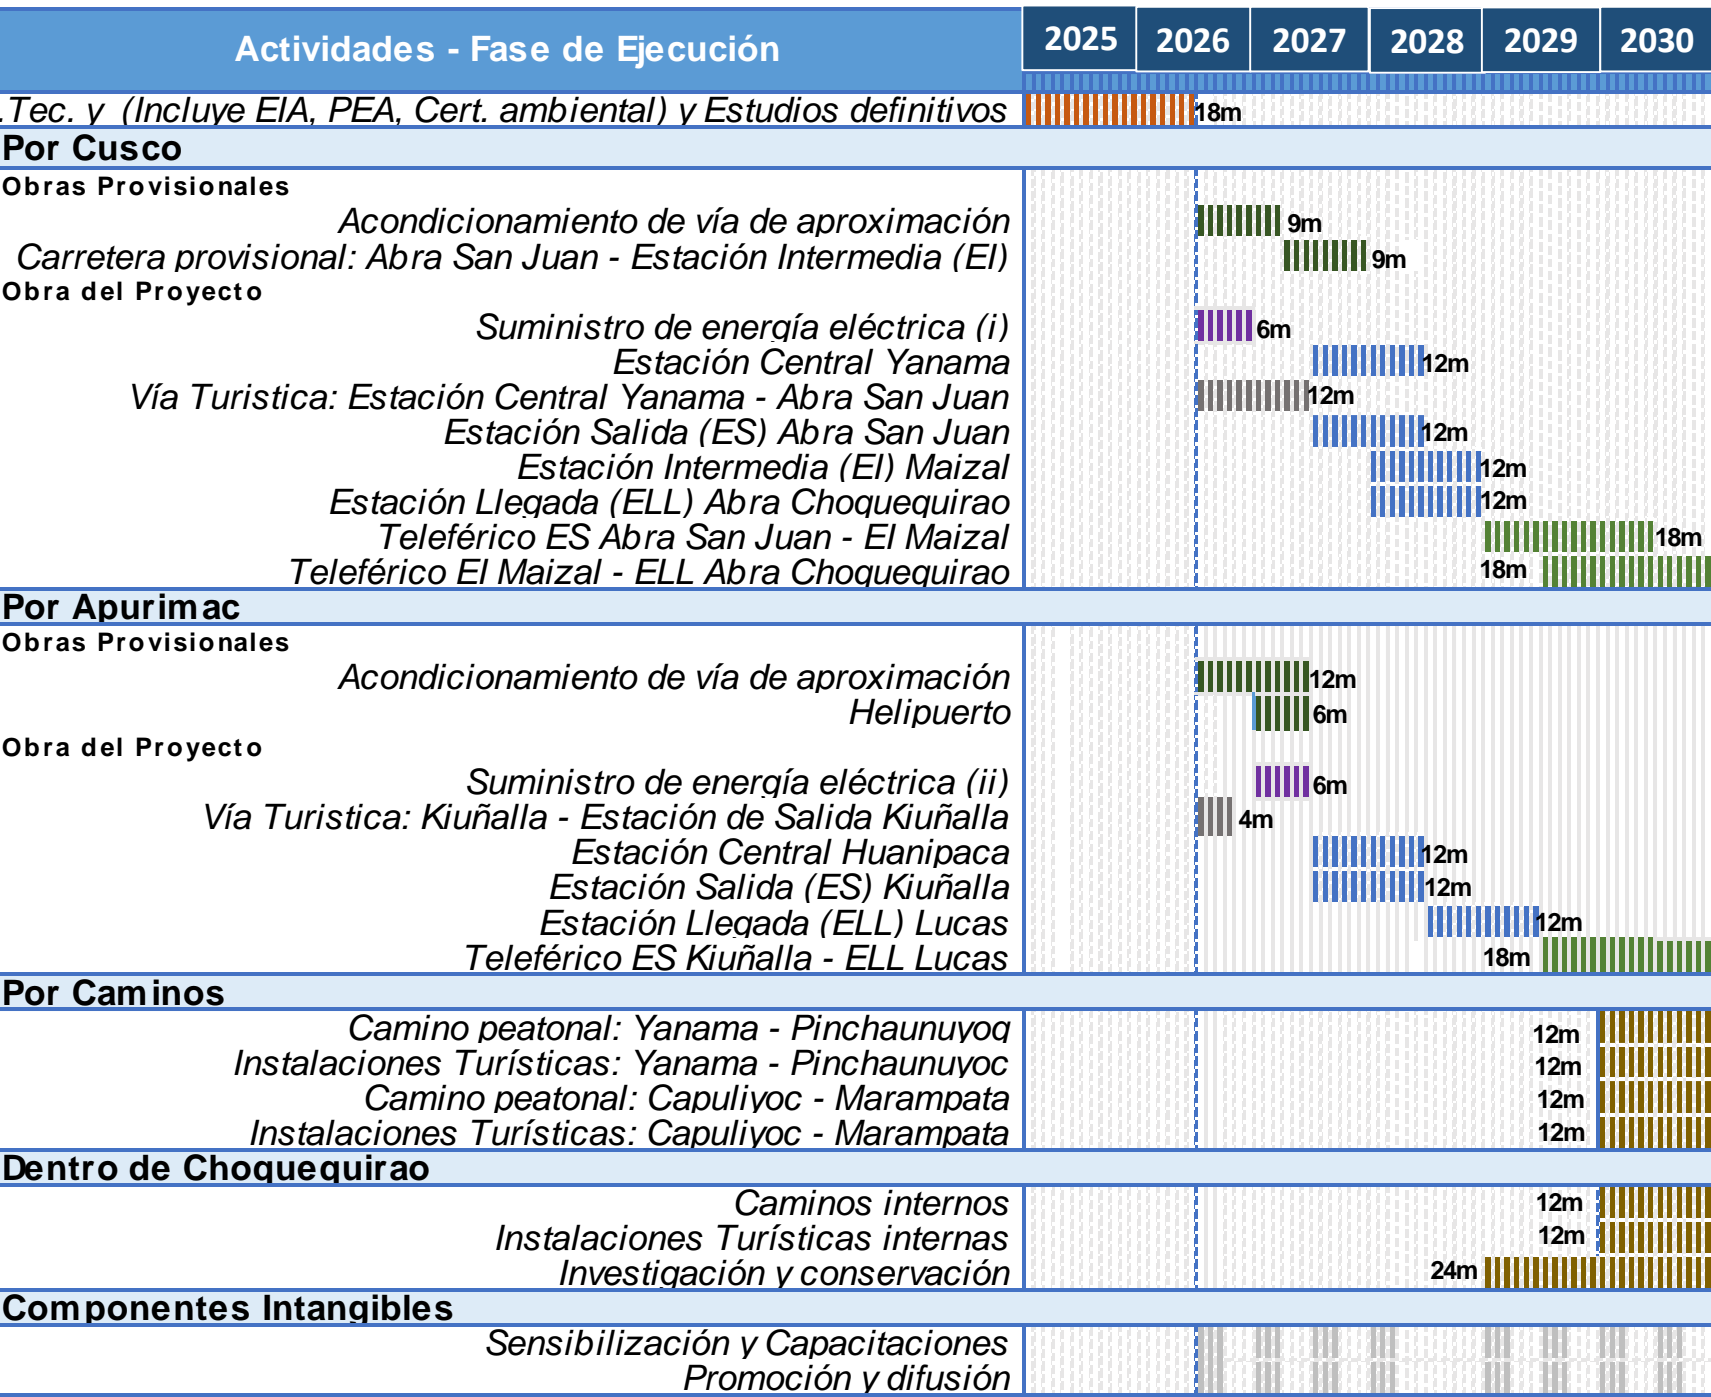 Actividades - Fase de Ejecución 2025 2026 2027 2028 2029 2030
.Tec. y (Incluye EIA, PEA, Cert. ambiental) y Estudios definitivos 18m
Por Cusco
Obras Provisionales
Acondicionamiento de vía de aproximación 9m
Carretera provisional: Abra San Juan - Estación Intermedia (EI) 9m
Obra del Proyecto
Suministro de energía eléctrica (i) 6m
Estación Central Yanama 12m
Vía Turistica: Estación Central Yanama - Abra San Juan 12m
Estación Salida (ES) Abra San Juan 12m
Estación Intermedia (EI) Maizal 12m
Estación Llegada (ELL) Abra Choquequirao 12m
Teleférico ES Abra San Juan - EI Maizal 18m
Teleférico EI Maizal - ELL Abra Choquequirao 18m
Por Apurimac
Obras Provisionales
Acondicionamiento de vía de aproximación 12m
Helipuerto 6m
Obra del Proyecto
Suministro de energía eléctrica (ii) 6m
Vía Turistica: Kiuñalla - Estación de Salida Kiuñalla 4m
Estación Central Huanipaca 12m
Estación Salida (ES) Kiuñalla 12m
Estación Llegada (ELL) Lucas 12m
Teleférico ES Kiuñalla - ELL Lucas 18m
Por Caminos
Camino peatonal: Yanama - Pinchaunuyoq 12m
Instalaciones Turísticas: Yanama - Pinchaunuyoc 12m
Camino peatonal: Capuliyoc - Marampata 12m
Instalaciones Turísticas: Capuliyoc - Marampata 12m
Dentro de Choquequirao
Caminos internos 12m
Instalaciones Turísticas internas 12m
Investigación y conservación 24m
Componentes Intangibles
Sensibilización y Capacitaciones
Promoción y difusión